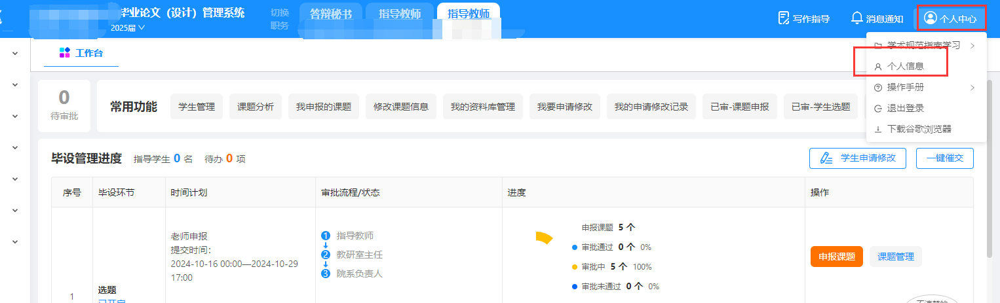 毕业论文（设计）管理系统
2025届
切换
职务
答辩秘书
指导教师
指导教师
写作指导
消息通知
个人中心
工作台
学术规范指南学习
个人信息
操作手册
退出登录
下载谷歌浏览器
0
待审批
常用功能
学生管理
课题分析
我申报的课题
修改课题信息
我的资料库管理
我要申请修改
我的申请修改记录
已审-课题申报
已审-学生选题
毕设管理进度 指导学生 0 名 待办 0 项
学生申请修改
一键催交
序号 毕设环节 时间计划 审批流程/状态 进度 操作
1
选题
已开启
老师申报
提交时间：
2024-10-16 00:00—2024-10-29
17:00
1 指导教师
2 教研室主任
3 院系负责人
申报课题 5 个
审批通过 0 个 0%
审批中 5 个 100%
审批未通过 0 个 0%
申报课题
课题管理